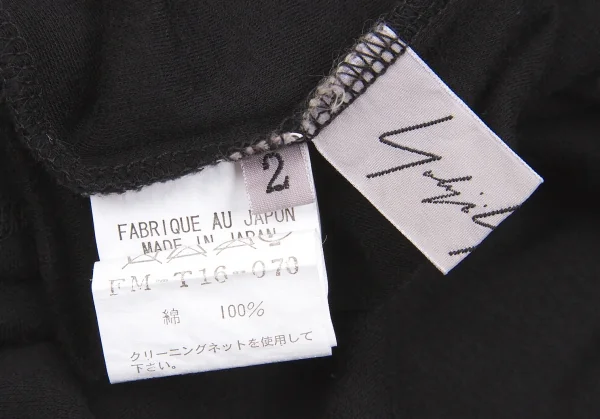 2
FABRIQUE AU JAPON
MADE IN JAPAN
FM-T16-070
綿 100%
クリーニングネットを使用して
下さい。